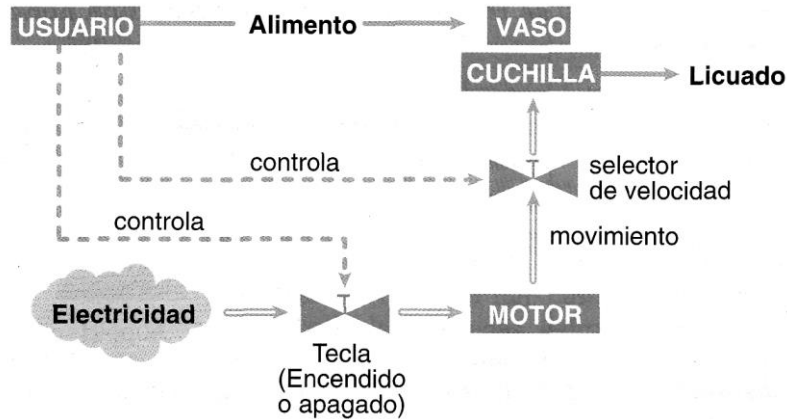 USUARIO
Alimento
VASO
CUCHILLA
Licuado
controla
selector
de velocidad
controla
movimiento
Electricidad
MOTOR
Tecla
(Encendido
o apagado)